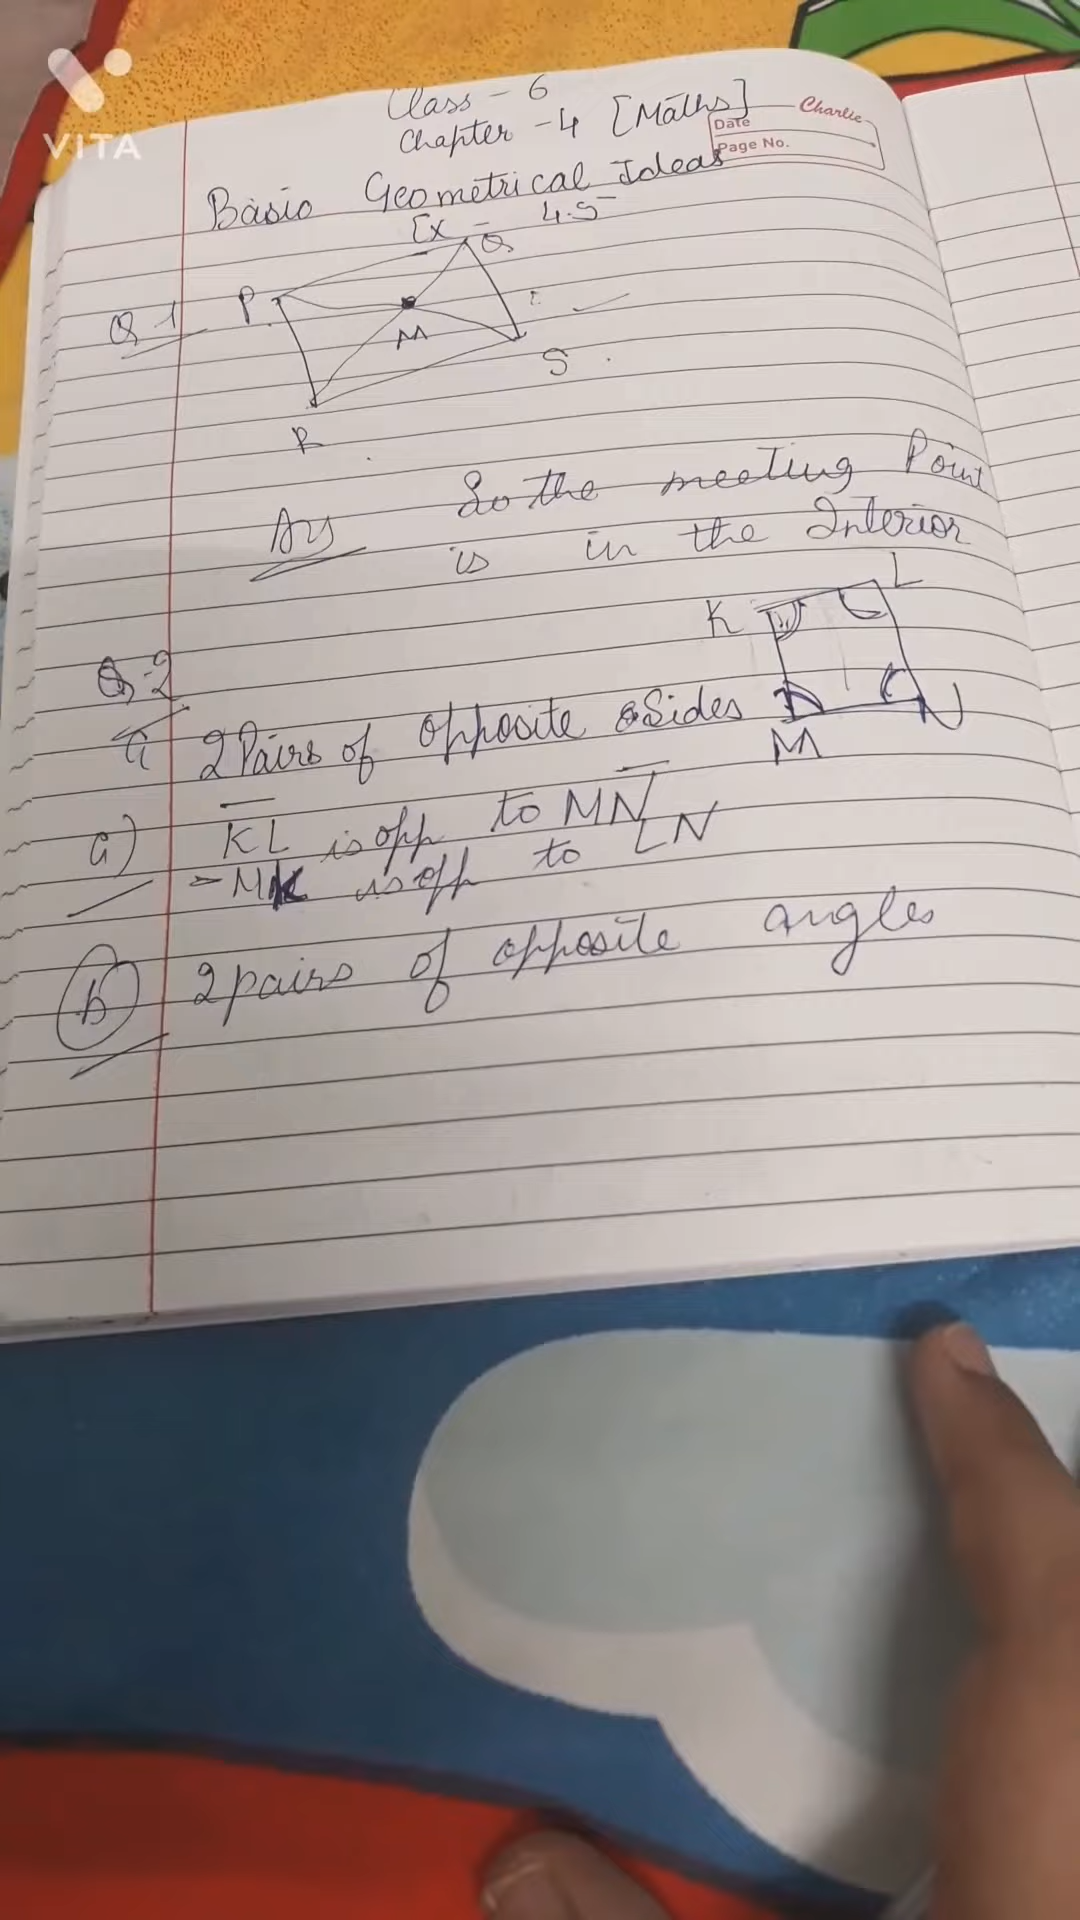 VITA
Class - 6
Chapter - 4 [Maths]
Charlie
Date
Page No.
Basic Geometrical Ideas
Ex - 4.5
Q
P
Q 1
M
S
R
Ans So the meeting Point
is in the Interior
K L
Q-2
2 Pairs of opposite Sides
M N
a) KL is opp to MN
- MK is opp to LN
b) 2 pairs of opposite angles